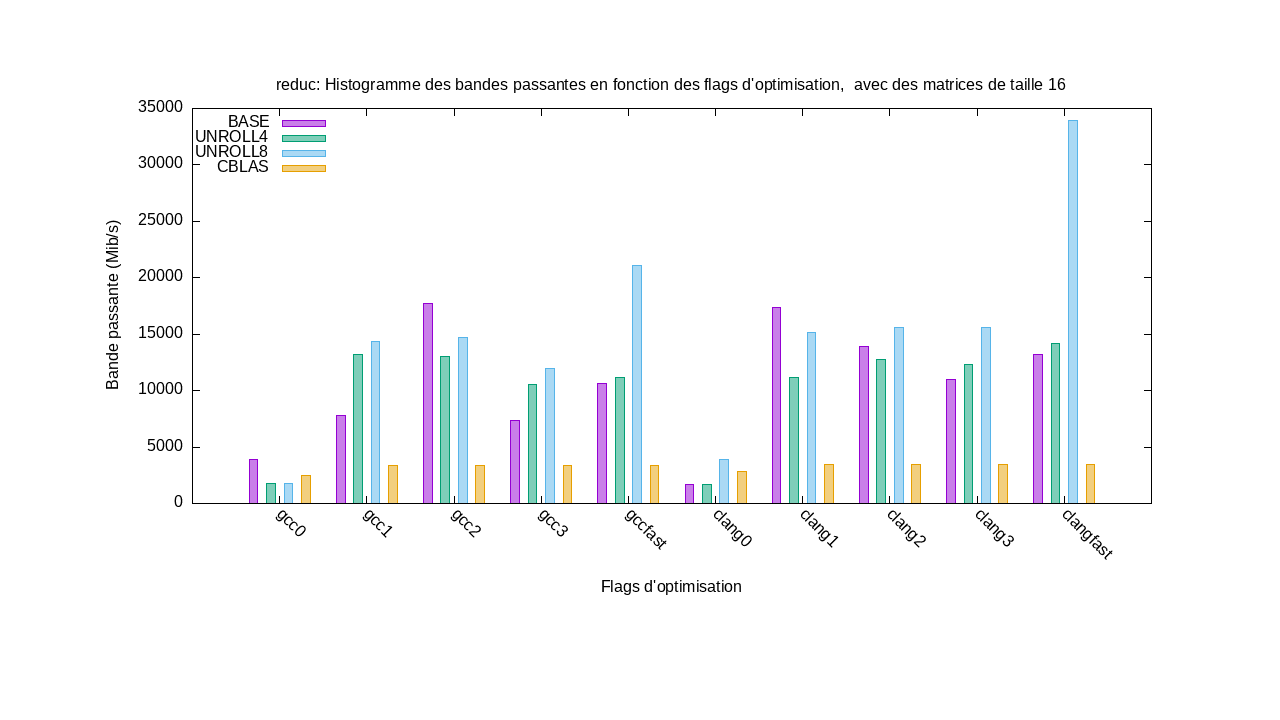 reduc: Histogramme des bandes passantes en fonction des flags d'optimisation,  avec des matrices de taille 16
35000
30000
25000
20000
15000
10000
5000
0
Bande passante (Mib/s)
BASE
UNROLL4
UNROLL8
CBLAS
gcc0
gcc1
gcc2
gcc3
gccfast
clang0
clang1
clang2
clang3
clangfast
Flags d'optimisation